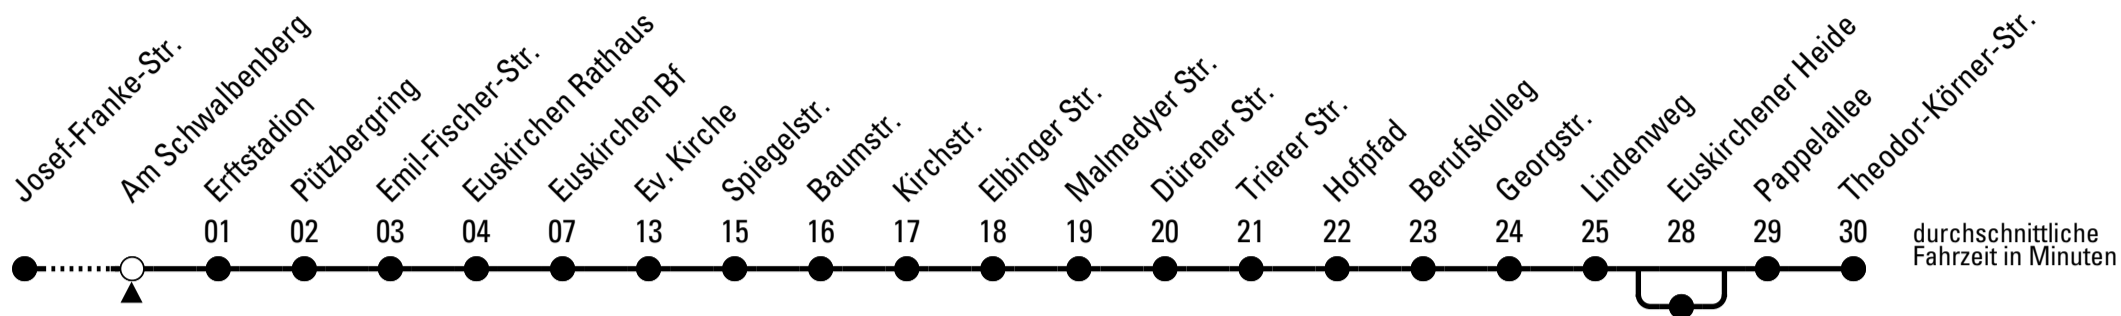 Josef-Franke-Str.
Am Schwalbenberg
Erftstadion
Pützbergring
Emil-Fischer-Str.
Euskirchen Rathaus
Euskirchen Bf
Ev. Kirche
Spiegelstr.
Baumstr.
Kirchstr.
Elbinger Str.
Malmedyer Str.
Dürener Str.
Trierer Str.
Hofpfad
Berufskolleg
Georgstr.
Lindenweg
Euskirchener Heide
Pappelallee
Theodor-Körner-Str.
01 02 03 04 07 13 15 16 17 18 19 20 21 22 23 24 25 28 29 30
durchschnittliche
Fahrzeit in Minuten